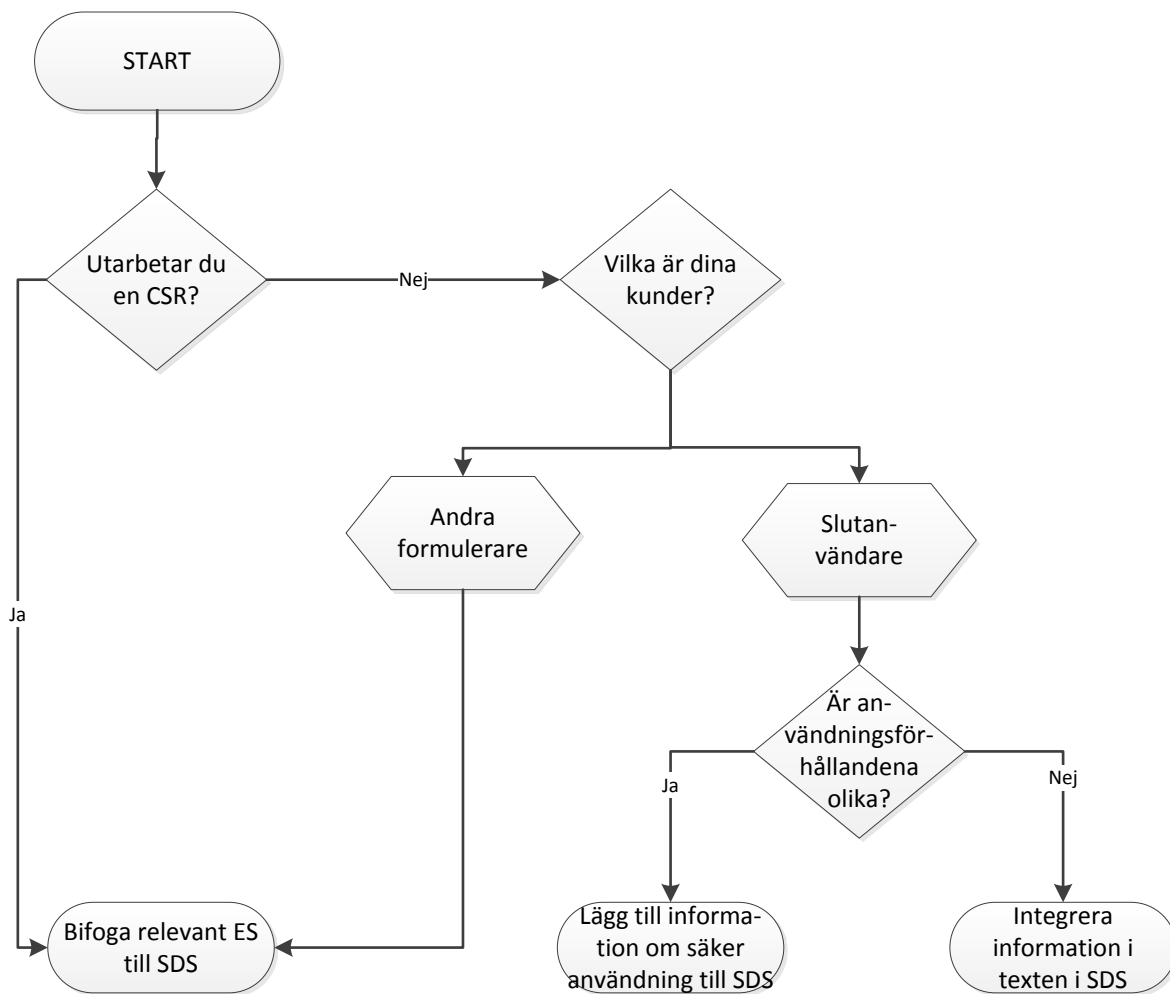 START
Utarbetar du
en CSR?
Nej
Vilka är dina
kunder?
Andra
formulerare
Slutan-
vändare
Ja
Är an-
vändningsför-
hållandena
olika?
Ja
Nej
Bifoga relevant ES
till SDS
Lägg till informa-
tion om säker
användning till SDS
Integrera
information i
texten i SDS